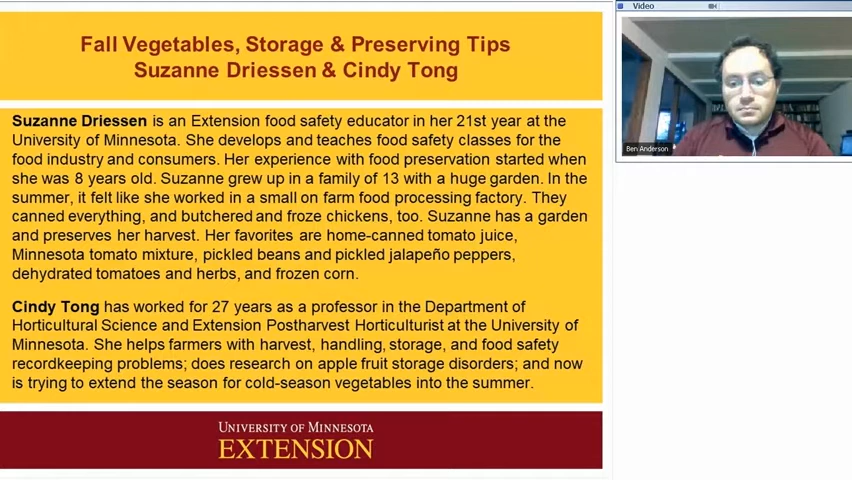 Fall Vegetables, Storage & Preserving Tips
Suzanne Driessen & Cindy Tong
Suzanne Driessen is an Extension food safety educator in her 21st year at the
University of Minnesota. She develops and teaches food safety classes for the
food industry and consumers. Her experience with food preservation started when
she was 8 years old. Suzanne grew up in a family of 13 with a huge garden. In the
summer, it felt like she worked in a small on farm food processing factory. They
canned everything, and butchered and froze chickens, too. Suzanne has a garden
and preserves her harvest. Her favorites are home-canned tomato juice,
Minnesota tomato mixture, pickled beans and pickled jalapeño peppers,
dehydrated tomatoes and herbs, and frozen corn.
Cindy Tong has worked for 27 years as a professor in the Department of
Horticultural Science and Extension Postharvest Horticulturist at the University of
Minnesota. She helps farmers with harvest, handling, storage, and food safety
recordkeeping problems; does research on apple fruit storage disorders; and now
is trying to extend the season for cold-season vegetables into the summer.
UNIVERSITY OF MINNESOTA
EXTENSION
Video
Ben Anderson